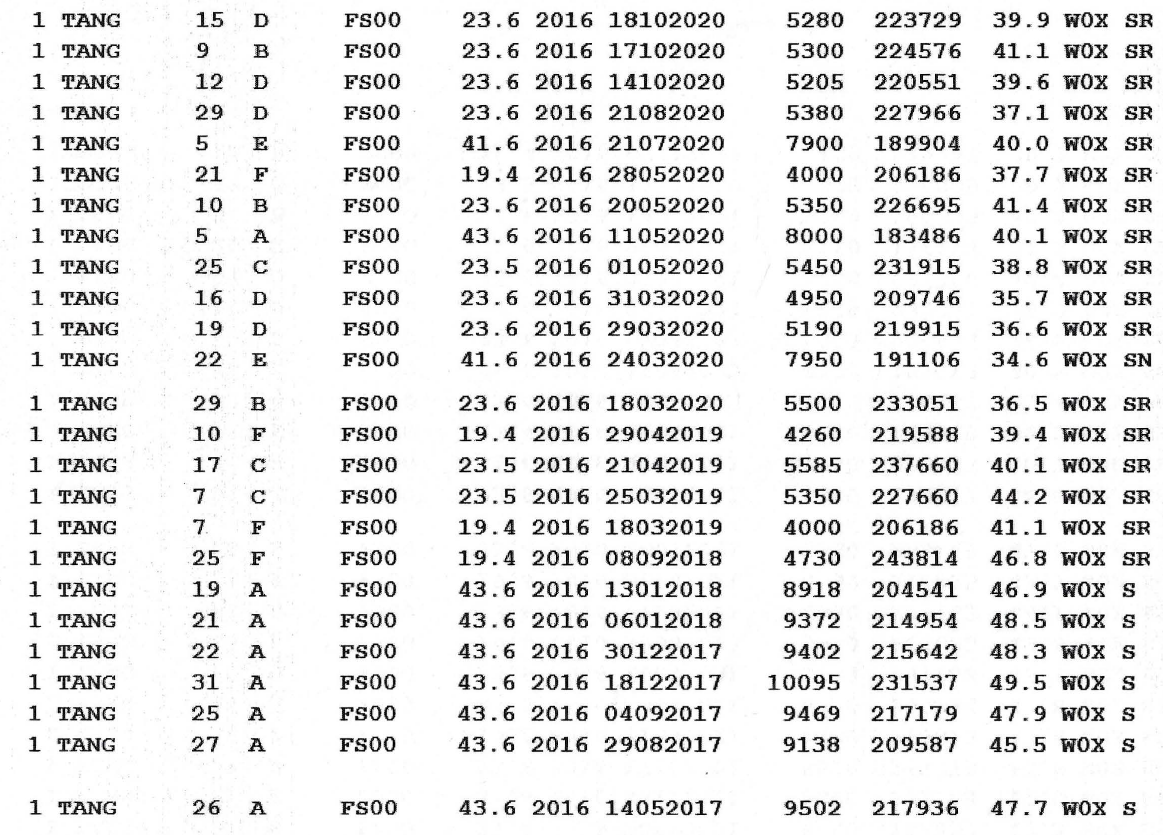 1 TANG 15 D FS00 23.6 2016 18102020 5280 223729 39.9 WOX SR
1 TANG 9 B FS00 23.6 2016 17102020 5300 224576 41.1 WOX SR
1 TANG 12 D FS00 23.6 2016 14102020 5205 220551 39.6 WOX SR
1 TANG 29 D FS00 23.6 2016 21082020 5380 227966 37.1 WOX SR
1 TANG 5 E FS00 41.6 2016 21072020 7900 189904 40.0 WOX SR
1 TANG 21 F FS00 19.4 2016 28052020 4000 206186 37.7 WOX SR
1 TANG 10 B FS00 23.6 2016 20052020 5350 226695 41.4 WOX SR
1 TANG 5 A FS00 43.6 2016 11052020 8000 183486 40.1 WOX SR
1 TANG 25 C FS00 23.5 2016 01052020 5450 231915 38.8 WOX SR
1 TANG 16 D FS00 23.6 2016 31032020 4950 209746 35.7 WOX SR
1 TANG 19 D FS00 23.6 2016 29032020 5190 219915 36.6 WOX SR
1 TANG 22 E FS00 41.6 2016 24032020 7950 191106 34.6 WOX SN
1 TANG 29 B FS00 23.6 2016 18032020 5500 233051 36.5 WOX SR
1 TANG 10 F FS00 19.4 2016 29042019 4260 219588 39.4 WOX SR
1 TANG 17 C FS00 23.5 2016 21042019 5585 237660 40.1 WOX SR
1 TANG 7 C FS00 23.5 2016 25032019 5350 227660 44.2 WOX SR
1 TANG 7 F FS00 19.4 2016 18032019 4000 206186 41.1 WOX SR
1 TANG 25 F FS00 19.4 2016 08092018 4730 243814 46.8 WOX SR
1 TANG 19 A FS00 43.6 2016 13012018 8918 204541 46.9 WOX S
1 TANG 21 A FS00 43.6 2016 06012018 9372 214954 48.5 WOX S
1 TANG 22 A FS00 43.6 2016 30122017 9402 215642 48.3 WOX S
1 TANG 31 A FS00 43.6 2016 18122017 10095 231537 49.5 WOX S
1 TANG 25 A FS00 43.6 2016 04092017 9469 217179 47.9 WOX S
1 TANG 27 A FS00 43.6 2016 29082017 9138 209587 45.5 WOX S
1 TANG 26 A FS00 43.6 2016 14052017 9502 217936 47.7 WOX S